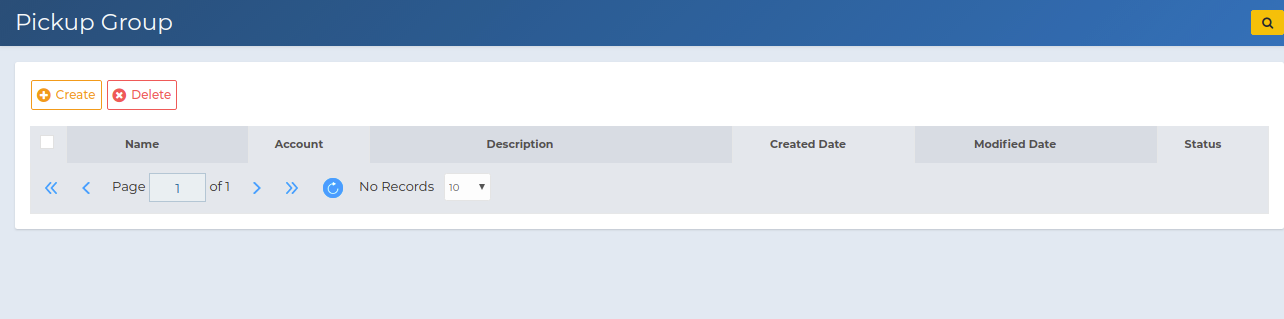 Pickup Group
Create Delete
Name Account Description Created Date Modified Date Status
Page 1 of 1 No Records 10